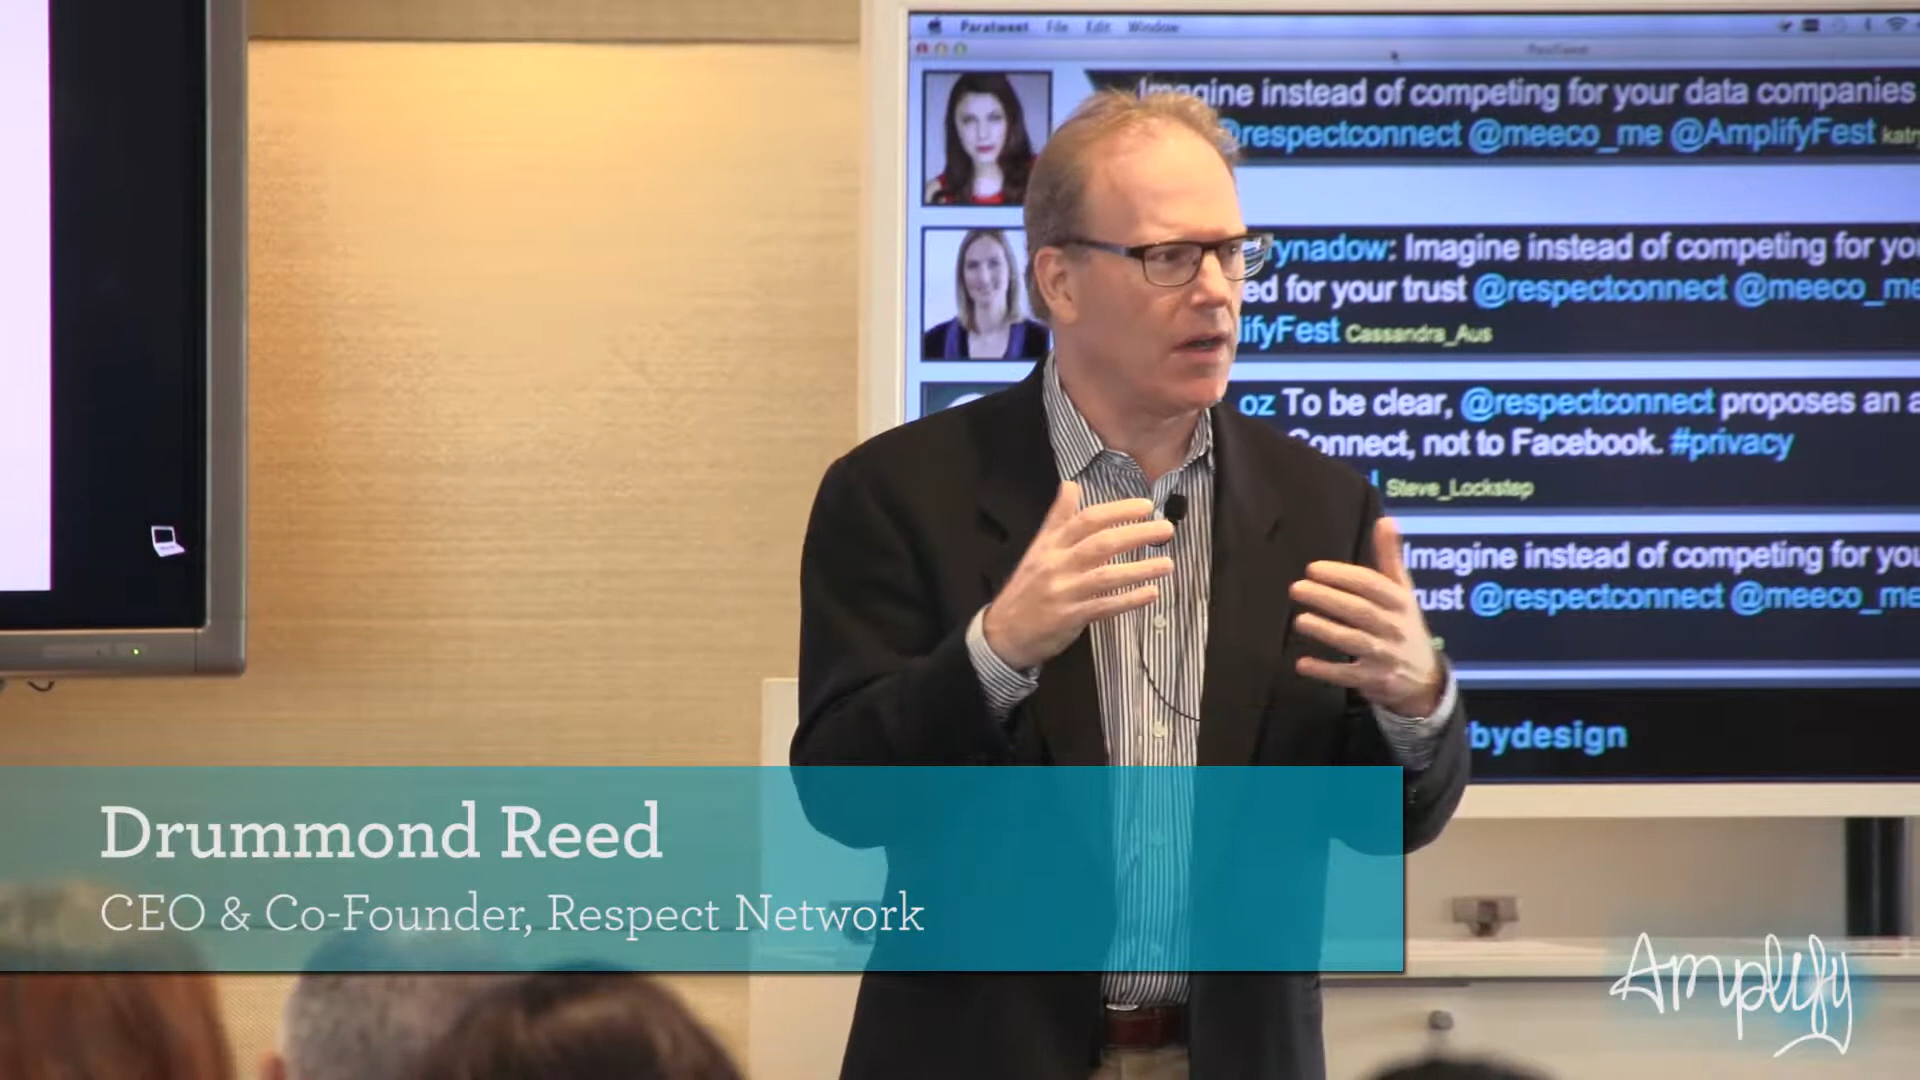 Paratweet File Edit Window
Imagine instead of competing for your data companies
@respectconnect @meeco_me @AmplifyFest
rynadow: Imagine instead of competing for yo
ed for your trust @respectconnect @meeco_me
lifyFest Cassandra_Aus
oz To be clear, @respectconnect proposes an a
Connect, not to Facebook. #privacy
Steve_Lockstep
Imagine instead of competing for you
rust @respectconnect @meeco_me
bydesign
Drummond Reed
CEO & Co-Founder, Respect Network
Amplify